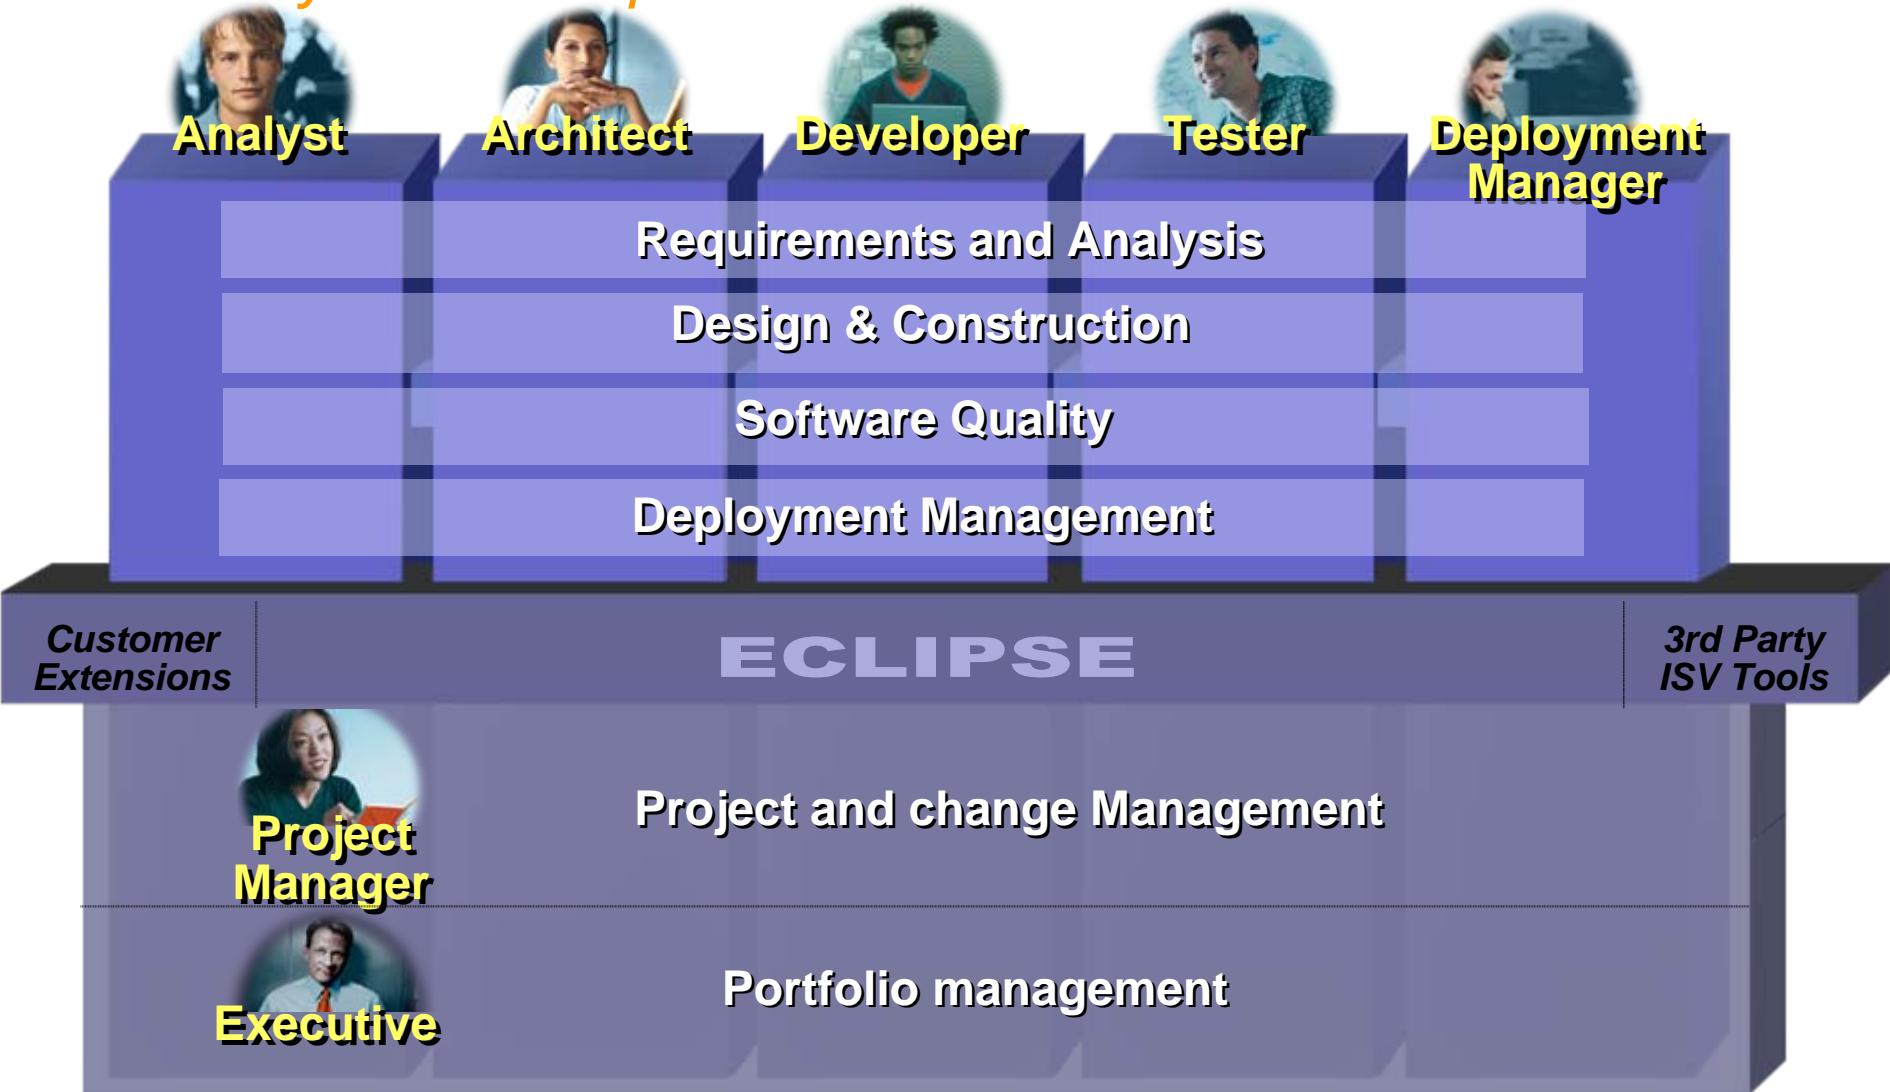 Analyst
Architect
Developer
Tester
Deployment
Manager
Requirements and Analysis
Design & Construction
Software Quality
Deployment Management
Customer
Extensions
ECLIPSE
3rd Party
ISV Tools
Project
Manager
Project and change Management
Executive
Portfolio management